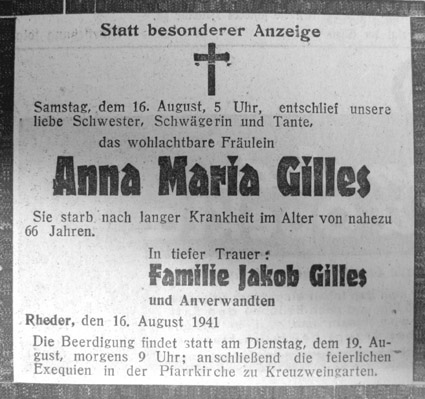 Statt besonderer Anzeige
Samstag, dem 16. August, 5 Uhr, entschlief unsere
liebe Schwester, Schwägerin und Tante,
das wohlachtbare Fräulein
Anna Maria Gilles
Sie starb nach langer Krankheit im Alter von nahezu
66 Jahren.
In tiefer Trauer:
Familie Jakob Gilles
und Anverwandten
Rheder, den 16. August 1941
Die Beerdigung findet statt am Dienstag, dem 19. Au-
gust, morgens 9 Uhr; anschließend die feierlichen
Exequien in der Pfarrkirche zu Kreuzweingarten.